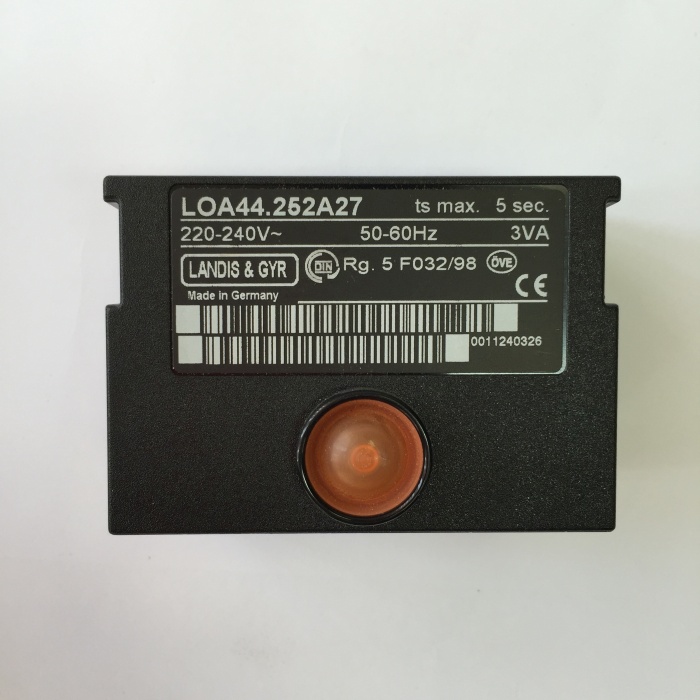 LOA44.252A27 ts max. 5 sec.
220-240V~ 50-60Hz 3VA
LANDIS & GYR DIN Rg. 5 F032/98 ÖVE
Made in Germany CE
0011240326